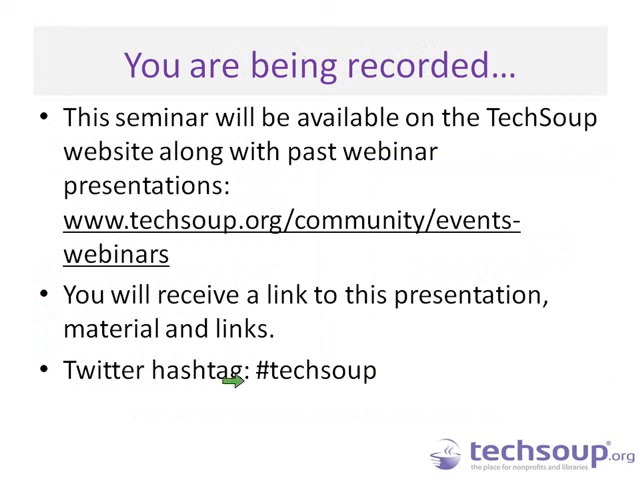 You are being recorded...
• This seminar will be available on the TechSoup
website along with past webinar
presentations:
www.techsoup.org/community/events-
webinars
• You will receive a link to this presentation,
material and links.
• Twitter hashtag: #techsoup
techsoup®.org
the place for nonprofits and libraries